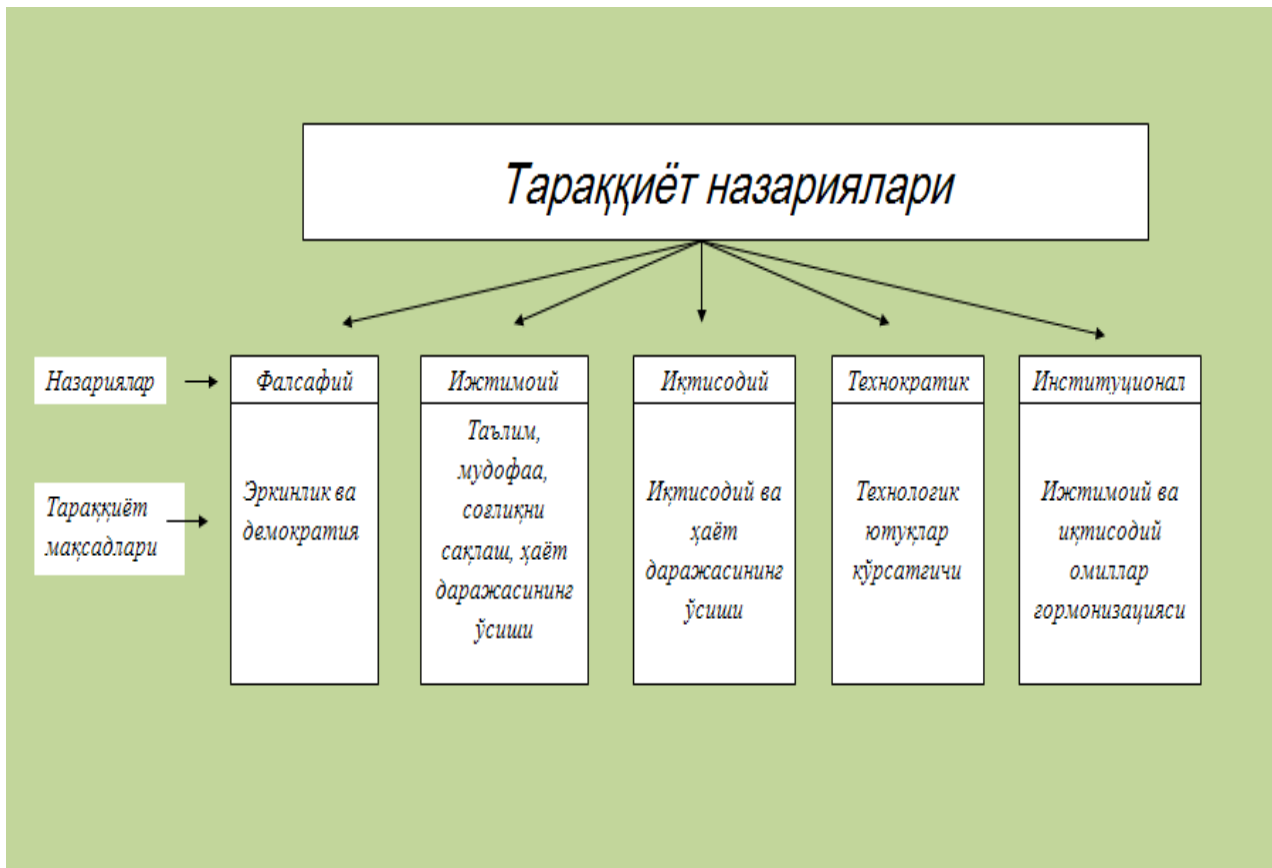 Тараққиёт назариялари
Назариялар
Фалсафий
Ижтимоий
Иқтисодий
Технократик
Институционал
Тараққиёт
мақсадлари
Эркинлик ва
демократия
Таълим,
мудофаа,
соғлиқни
сақлаш, ҳаёт
даражасининг
ўсиши
Иқтисодий ва
ҳаёт
даражасининг
ўсиши
Технологик
ютуқлар
кўрсатгичи
Ижтимоий ва
иқтисодий
омиллар
гормонизацияси